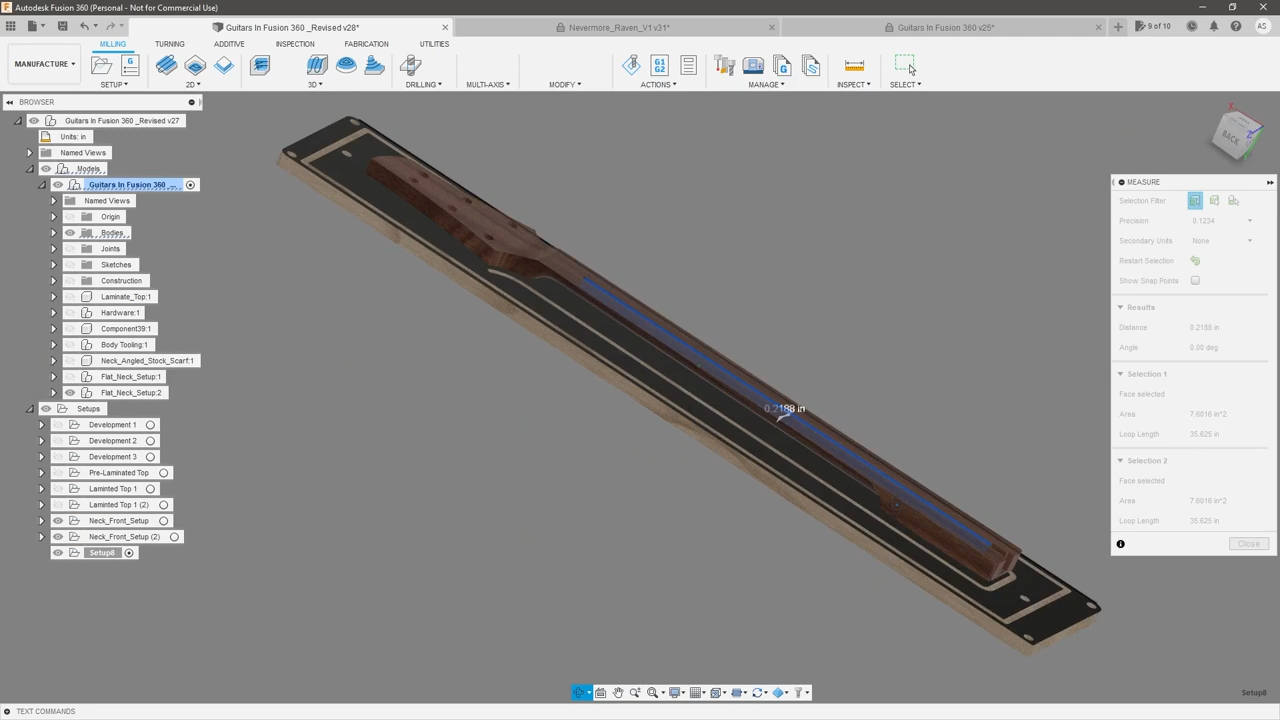 Autodesk Fusion 360 (Personal - Not for Commercial Use)
Guitars In Fusion 360 _Revised v28*
Nevermore_Raven_V1 v31*
Guitars In Fusion 360 v25*
9 of 10
AS
MILLING
TURNING
ADDITIVE
INSPECTION
FABRICATION
UTILITIES
MANUFACTURE
G1
G2
SETUP
2D
3D
DRILLING
MULTI-AXIS
MODIFY
ACTIONS
MANAGE
INSPECT
SELECT
BROWSER
Guitars In Fusion 360 _Revised v27
Units: in
Named Views
Models
Guitars In Fusion 360 _...
Named Views
Origin
Bodies
Joints
Sketches
Construction
Laminate_Top:1
Hardware:1
Component39:1
Body Tooling:1
Neck_Angled_Stock_Scarf:1
Flat_Neck_Setup:1
Flat_Neck_Setup:2
Setups
Development 1
Development 2
Development 3
Pre-Laminated Top
Laminted Top 1
Laminted Top 1 (2)
Neck_Front_Setup
Neck_Front_Setup (2)
Setup8
0.2188 in
X
Z
BACK
MEASURE
Selection Filter
Precision 0.1234
Secondary Units None
Restart Selection
Show Snap Points
Results
Distance 0.2188 in
Angle 0.00 deg
Selection 1
Face selected
Area 7.6016 in^2
Loop Length 35.625 in
Selection 2
Face selected
Area 7.6016 in^2
Loop Length 35.625 in
Close
Setup8
TEXT COMMANDS